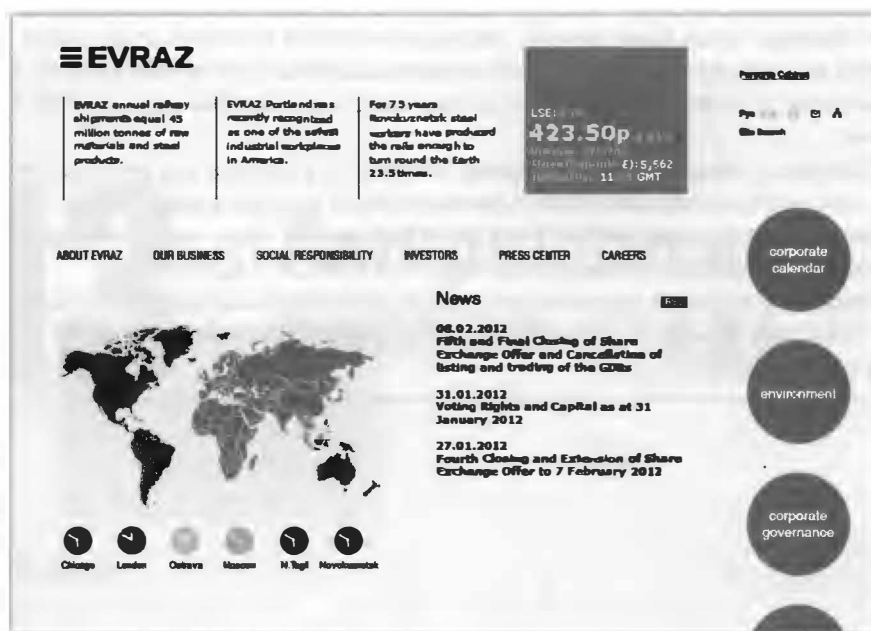 EVRAZ
EVRAZ annual railway
shipments equal 45
million tonnes of raw
materials and steel
products.
EVRAZ Portland was
recently recognized
as one of the safest
industrial workplaces
in America.
For 75 years
Novokuznetsk steel
workers have produced
the rails enough to
turn round the Earth
23.5 times.
LSE:
423.50p
£):5,562
11 GMT
Рус
Site Search
ABOUT EVRAZ
OUR BUSINESS
SOCIAL RESPONSIBILITY
INVESTORS
PRESS CENTER
CAREERS
corporate
calendar
environment
corporate
governance
News
08.02.2012
Fifth and Final Closing of Share
Exchange Offer and Cancellation of
listing and trading of the GDRs
31.01.2012
Voting Rights and Capital as at 31
January 2012
27.01.2012
Fourth Closing and Extension of Share
Exchange Offer to 7 February 2012
Chicago
London
Ostrava
Moscow
N.Tagil
Novokuznetsk